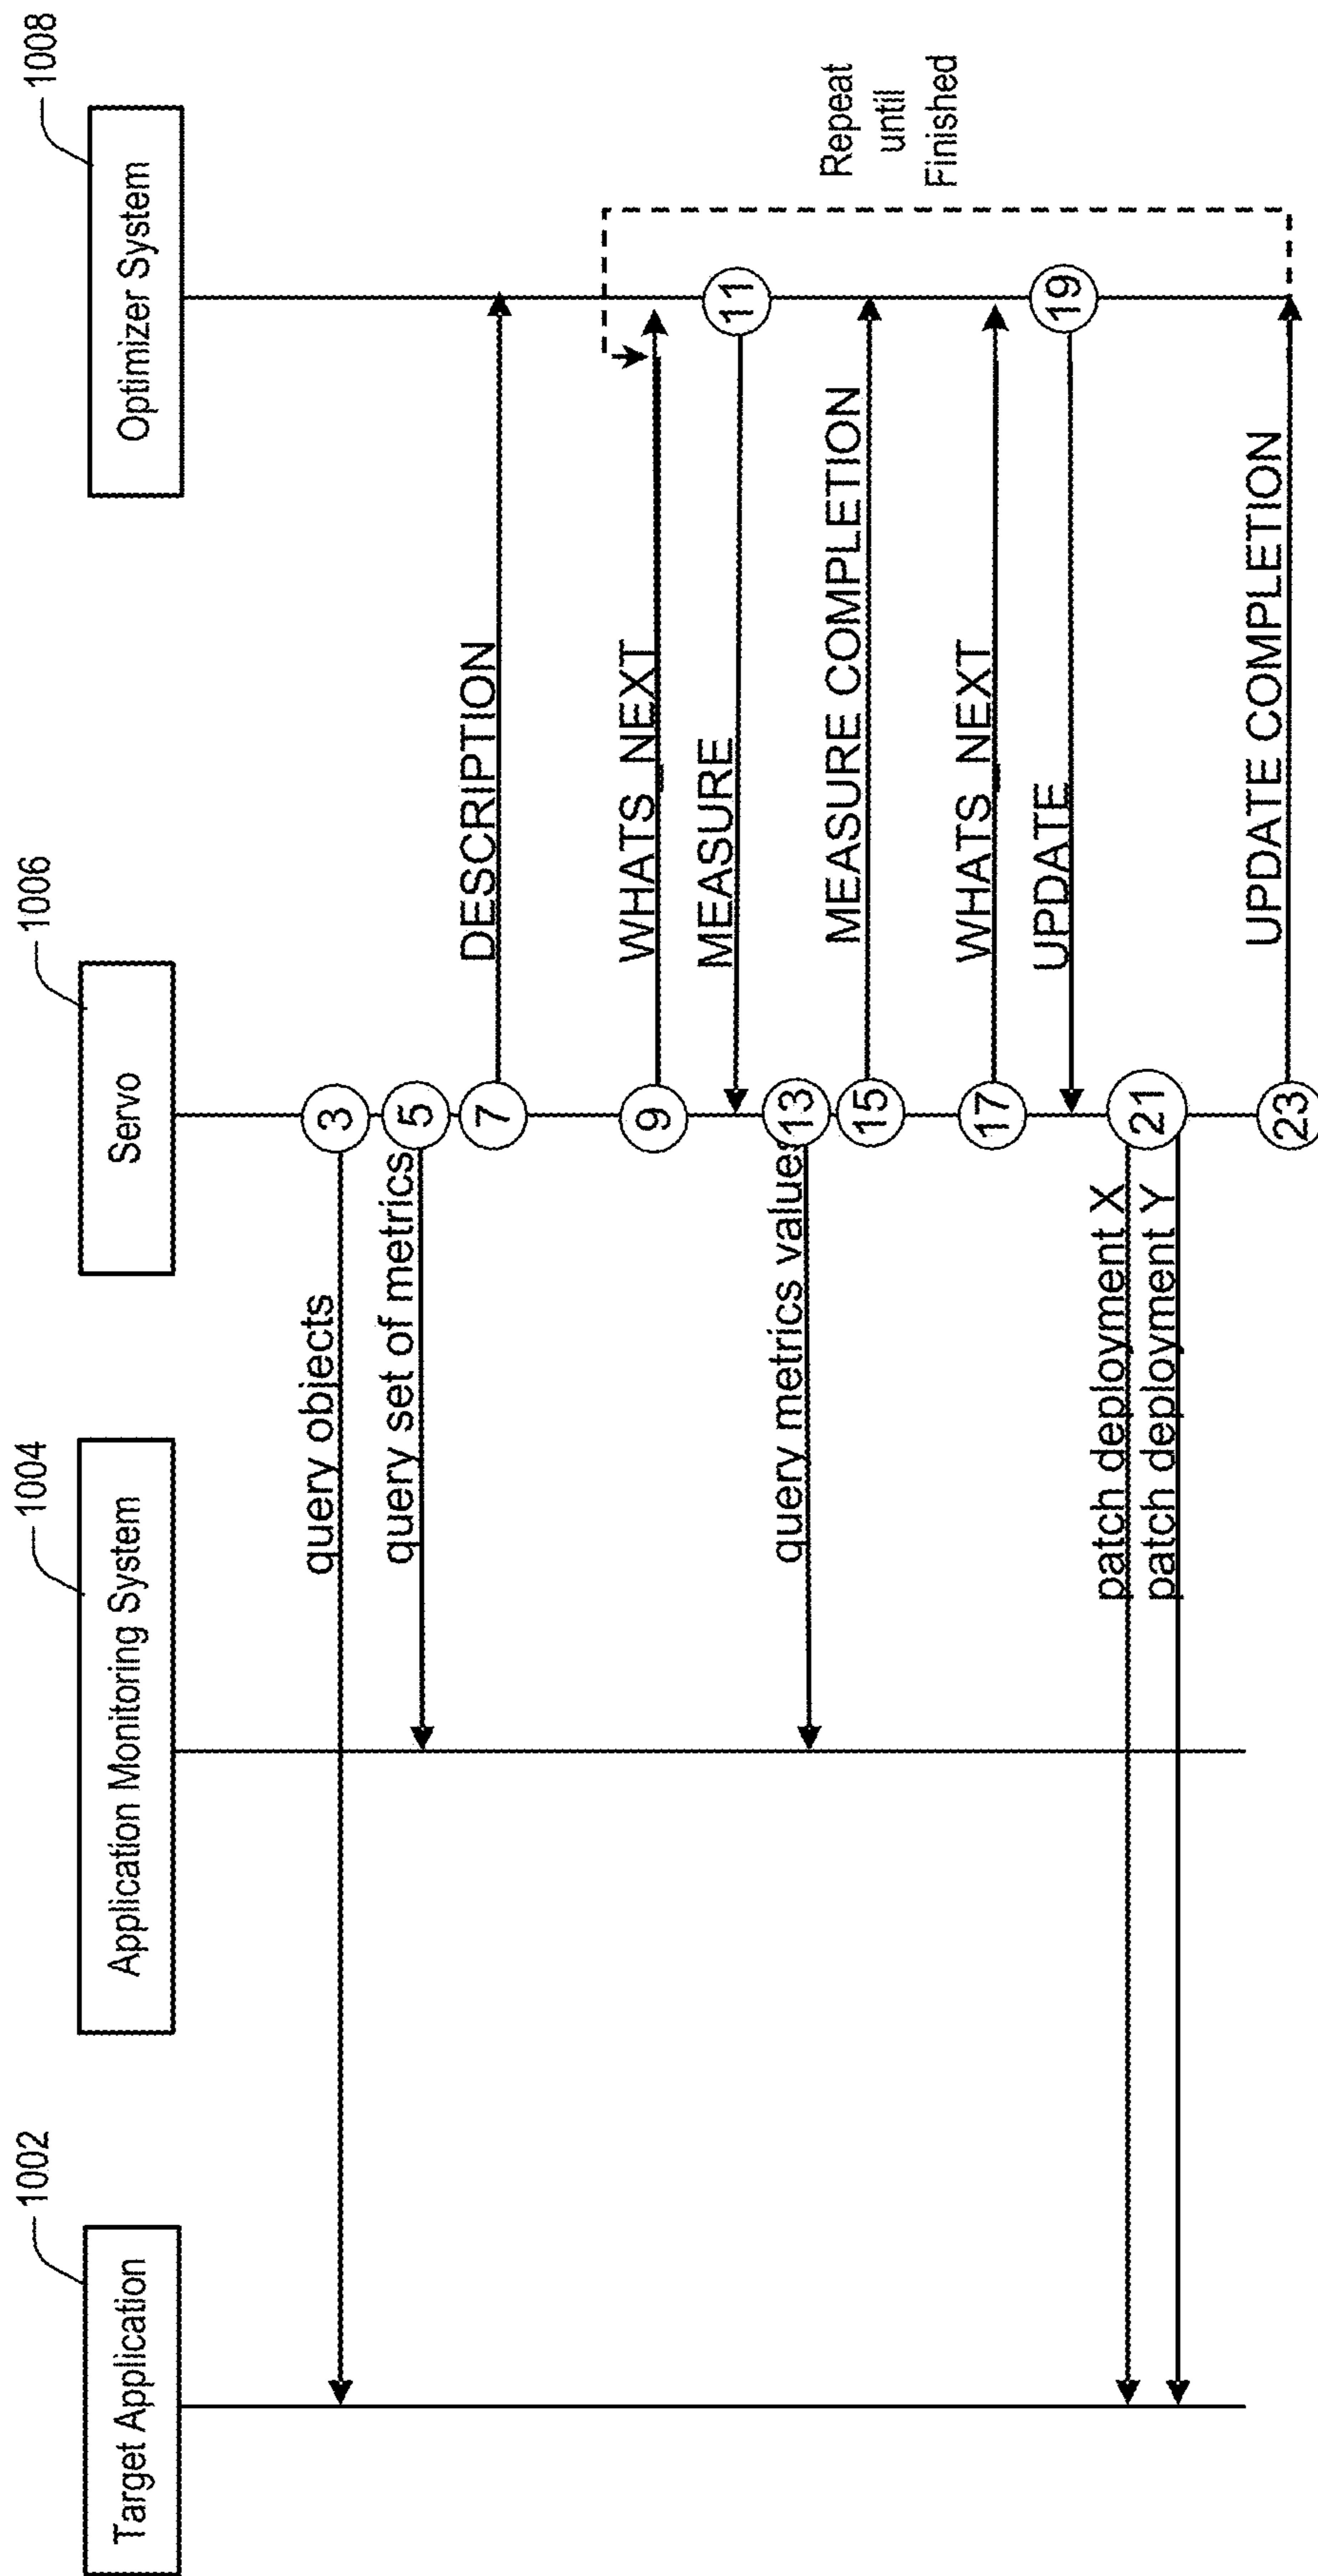 1002
1004
1006
1008
Target Application
Application Monitoring System
Servo
Optimizer System
3
query objects
5
query set of metrics
7
DESCRIPTION
9
WHATS_NEXT
11
MEASURE
13
query metrics values
15
MEASURE COMPLETION
17
WHATS_NEXT
19
UPDATE
21
patch deployment X
patch deployment Y
23
UPDATE COMPLETION
Repeat
until
Finished